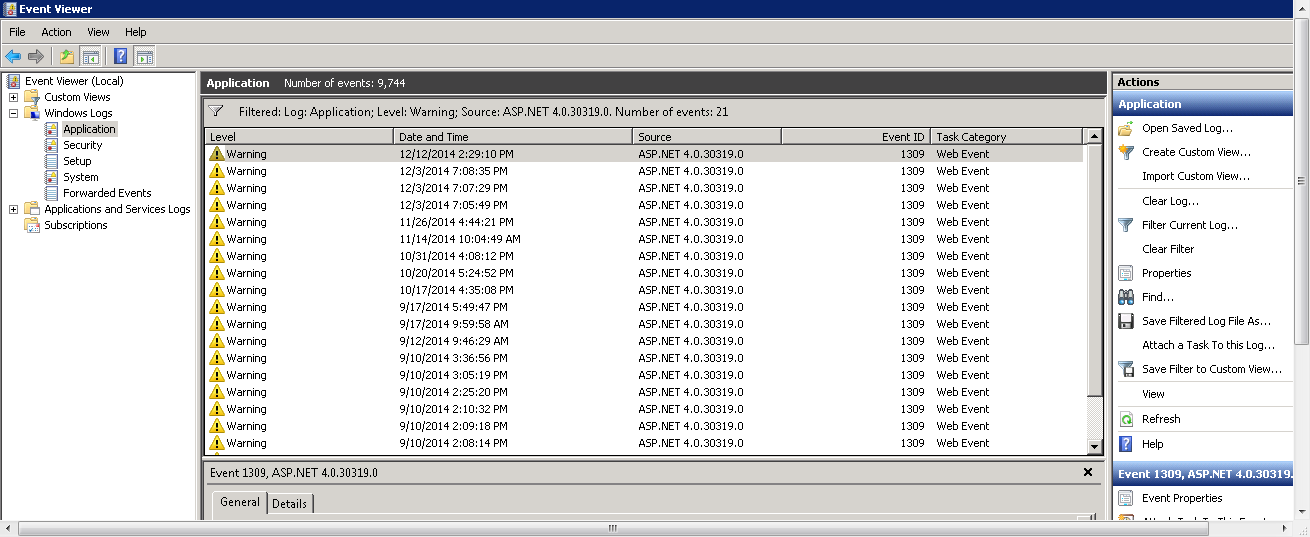 Event Viewer
File Action View Help
Event Viewer (Local)
Custom Views
Windows Logs
Application
Security
Setup
System
Forwarded Events
Applications and Services Logs
Subscriptions
Application Number of events: 9,744
Filtered: Log: Application; Level: Warning; Source: ASP.NET 4.0.30319.0. Number of events: 21
Level Date and Time Source Event ID Task Category
Warning 12/12/2014 2:29:10 PM ASP.NET 4.0.30319.0 1309 Web Event
Warning 12/3/2014 7:08:35 PM ASP.NET 4.0.30319.0 1309 Web Event
Warning 12/3/2014 7:07:29 PM ASP.NET 4.0.30319.0 1309 Web Event
Warning 12/3/2014 7:05:49 PM ASP.NET 4.0.30319.0 1309 Web Event
Warning 11/26/2014 4:44:21 PM ASP.NET 4.0.30319.0 1309 Web Event
Warning 11/14/2014 10:04:49 AM ASP.NET 4.0.30319.0 1309 Web Event
Warning 10/31/2014 4:08:12 PM ASP.NET 4.0.30319.0 1309 Web Event
Warning 10/20/2014 5:24:52 PM ASP.NET 4.0.30319.0 1309 Web Event
Warning 10/17/2014 4:35:08 PM ASP.NET 4.0.30319.0 1309 Web Event
Warning 9/17/2014 5:49:47 PM ASP.NET 4.0.30319.0 1309 Web Event
Warning 9/17/2014 9:59:58 AM ASP.NET 4.0.30319.0 1309 Web Event
Warning 9/12/2014 9:46:29 AM ASP.NET 4.0.30319.0 1309 Web Event
Warning 9/10/2014 3:36:56 PM ASP.NET 4.0.30319.0 1309 Web Event
Warning 9/10/2014 3:05:19 PM ASP.NET 4.0.30319.0 1309 Web Event
Warning 9/10/2014 2:25:20 PM ASP.NET 4.0.30319.0 1309 Web Event
Warning 9/10/2014 2:10:32 PM ASP.NET 4.0.30319.0 1309 Web Event
Warning 9/10/2014 2:09:18 PM ASP.NET 4.0.30319.0 1309 Web Event
Warning 9/10/2014 2:08:14 PM ASP.NET 4.0.30319.0 1309 Web Event
Event 1309, ASP.NET 4.0.30319.0
General Details
Actions
Application
Open Saved Log...
Create Custom View...
Import Custom View...
Clear Log...
Filter Current Log...
Clear Filter
Properties
Find...
Save Filtered Log File As...
Attach a Task To this Log...
Save Filter to Custom View...
View
Refresh
Help
Event 1309, ASP.NET 4.0.30319.
Event Properties